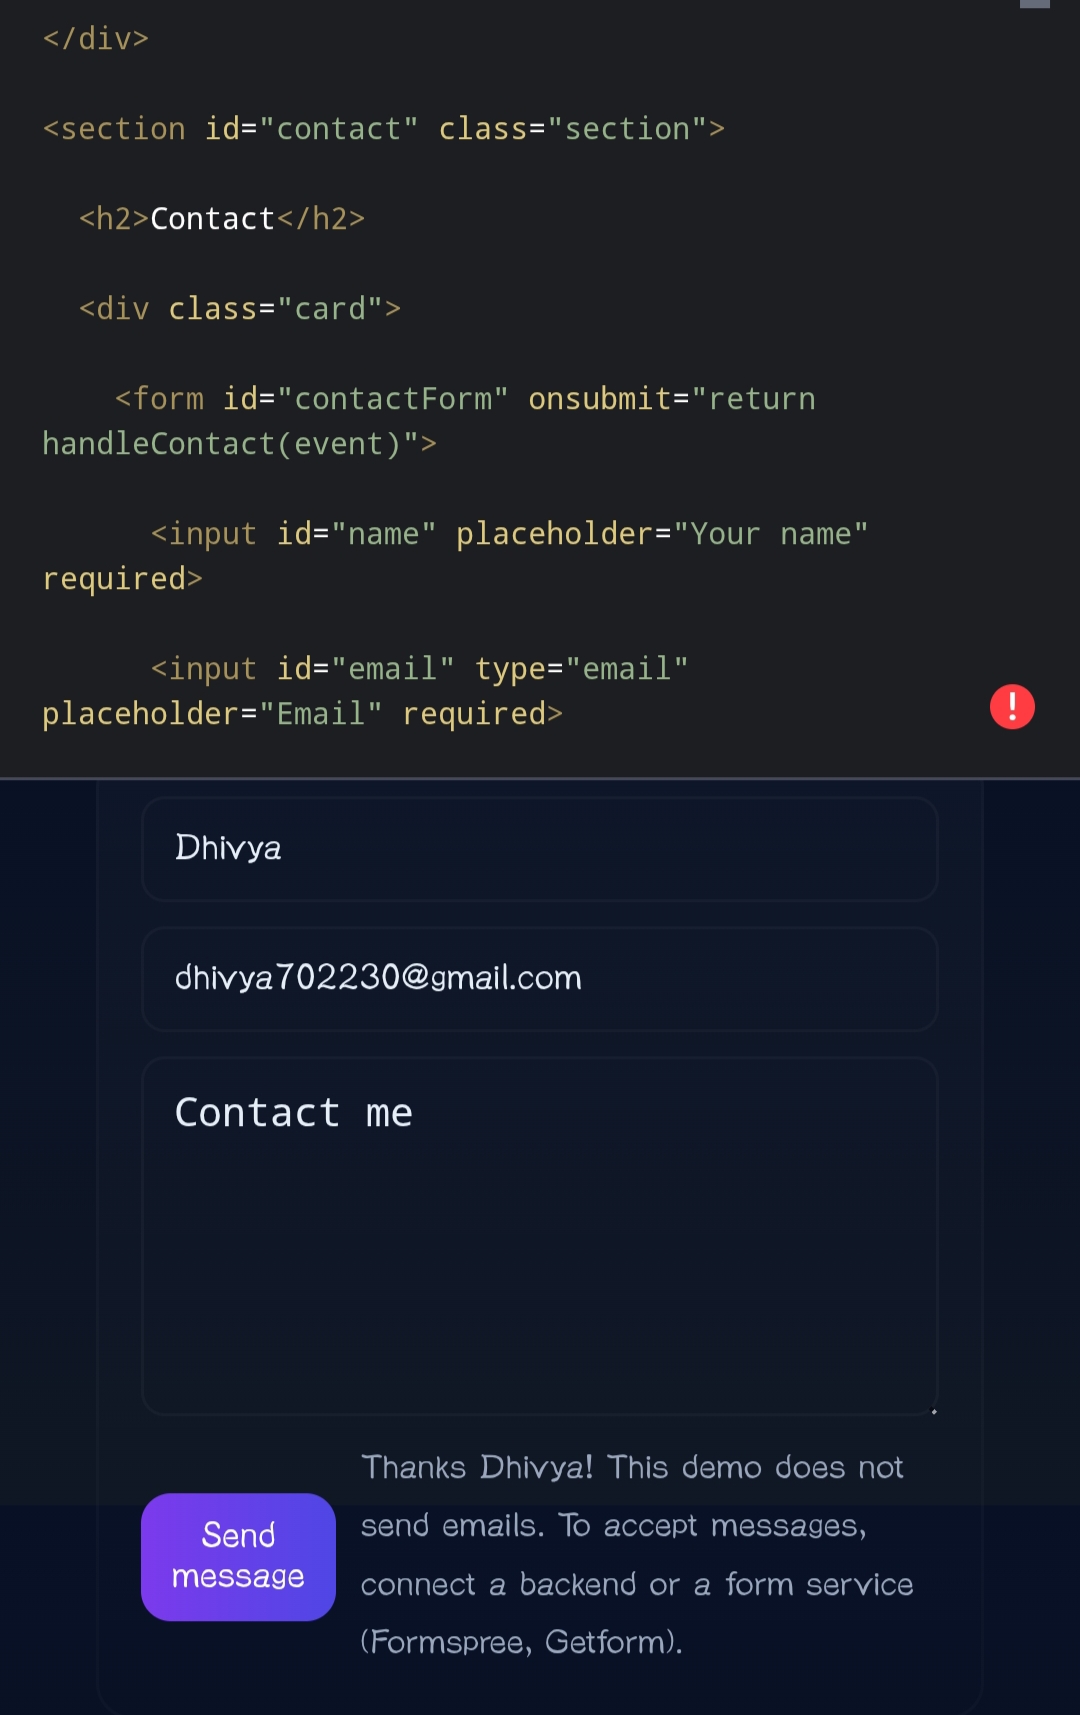 </div>
<section id="contact" class="section">
<h2>Contact</h2>
<div class="card">
<form id="contactForm" onsubmit="return
handleContact(event)">
<input id="name" placeholder="Your name"
required>
<input id="email" type="email"
placeholder="Email" required>
!
Dhivya
dhivya702230@gmail.com
Contact me
Send
message
Thanks Dhivya! This demo does not
send emails. To accept messages,
connect a backend or a form service
(Formspree, Getform).